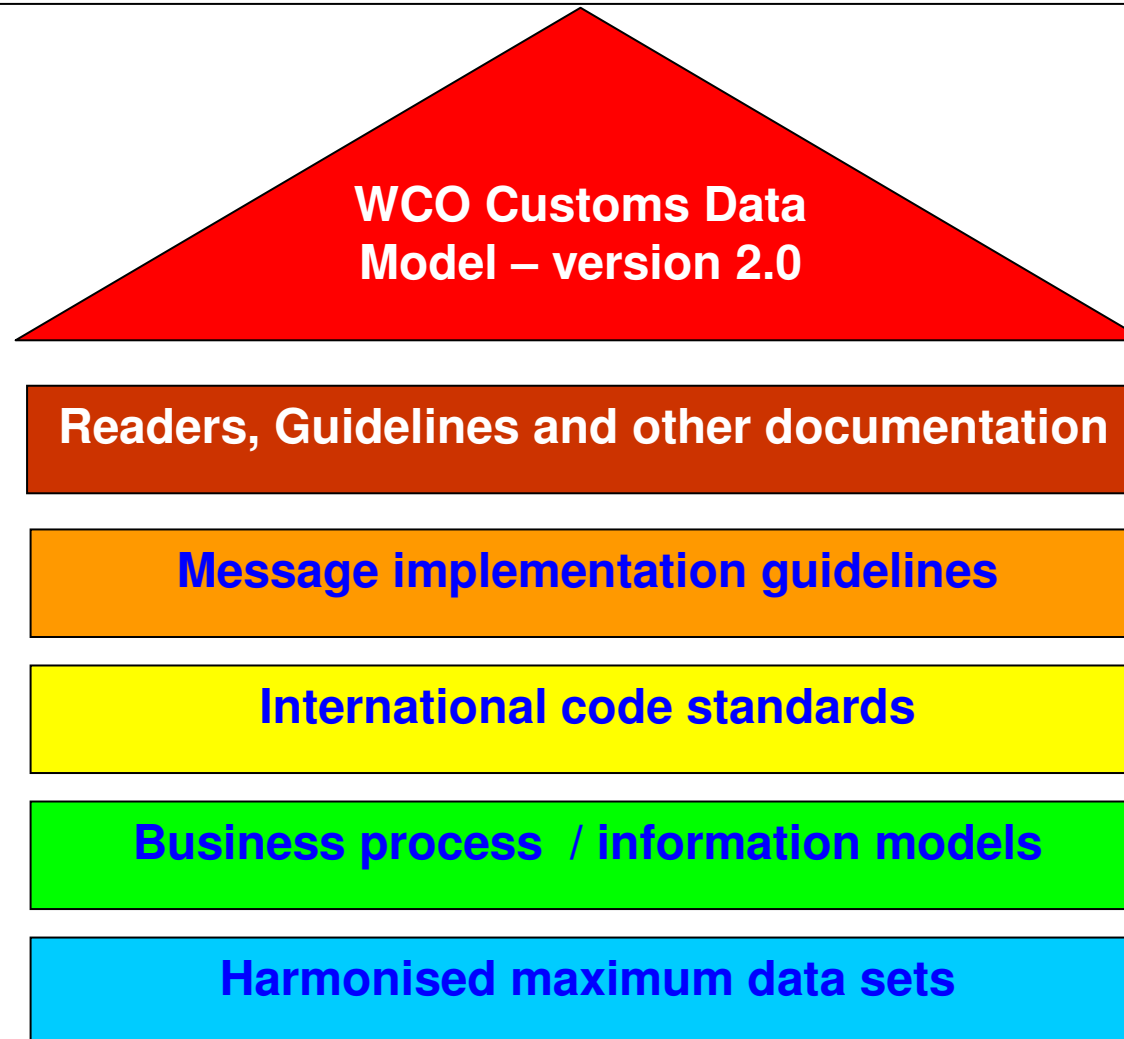 WCO Customs Data
Model – version 2.0
Readers, Guidelines and other documentation
Message implementation guidelines
International code standards
Business process / information models
Harmonised maximum data sets